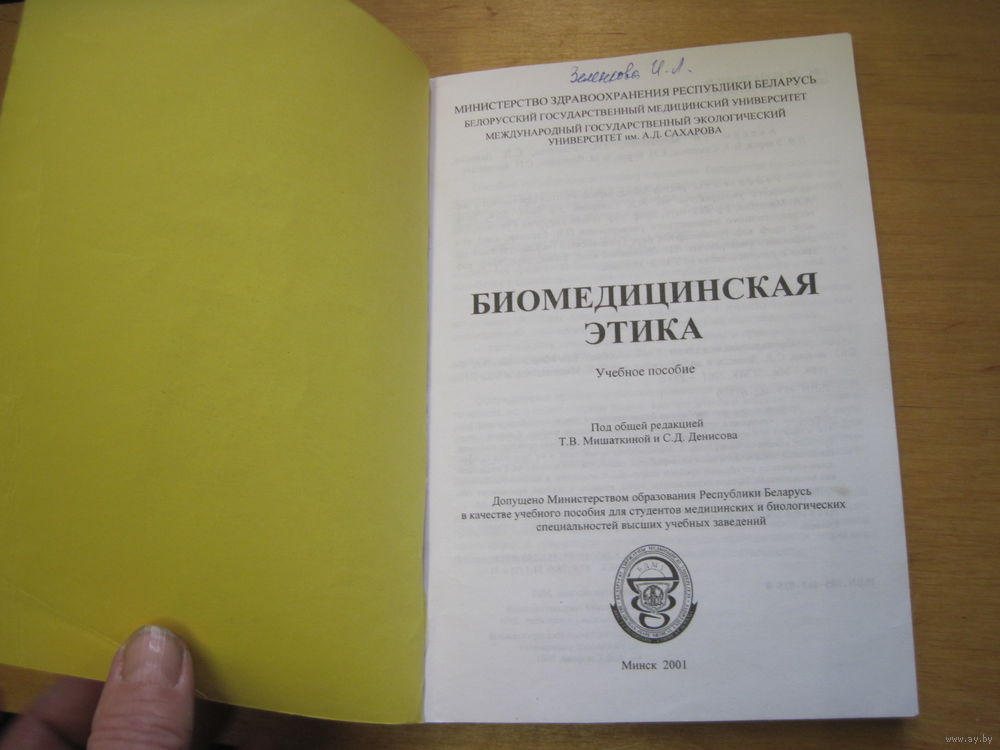 Зеленкова И. Л.
МИНИСТЕРСТВО ЗДРАВООХРАНЕНИЯ РЕСПУБЛИКИ БЕЛАРУСЬ
БЕЛОРУССКИЙ ГОСУДАРСТВЕННЫЙ МЕДИЦИНСКИЙ УНИВЕРСИТЕТ
МЕЖДУНАРОДНЫЙ ГОСУДАРСТВЕННЫЙ ЭКОЛОГИЧЕСКИЙ
УНИВЕРСИТЕТ им. А.Д. САХАРОВА
БИОМЕДИЦИНСКАЯ
ЭТИКА
Учебное пособие
Под общей редакцией
Т.В. Мишаткиной и С.Д. Денисова
Допущено Министерством образования Республики Беларусь
в качестве учебного пособия для студентов медицинских и биологических
специальностей высших учебных заведений
Минск 2001
www.ay.by